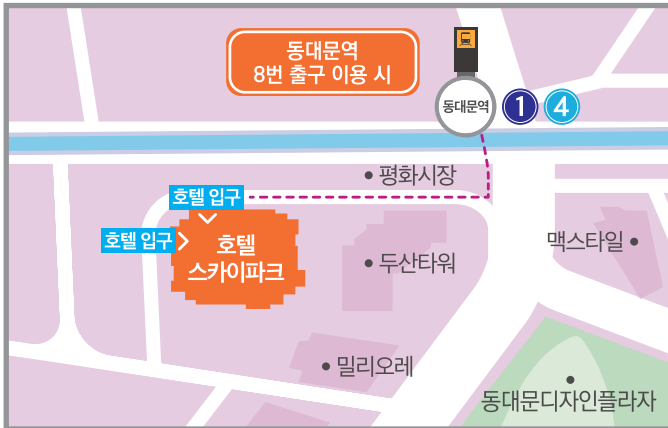 동대문역
8번 출구 이용 시
동대문역
1
4
평화시장
호텔 입구
호텔 입구
호텔
스카이파크
두산타워
맥스타일
밀리오레
동대문디자인플라자